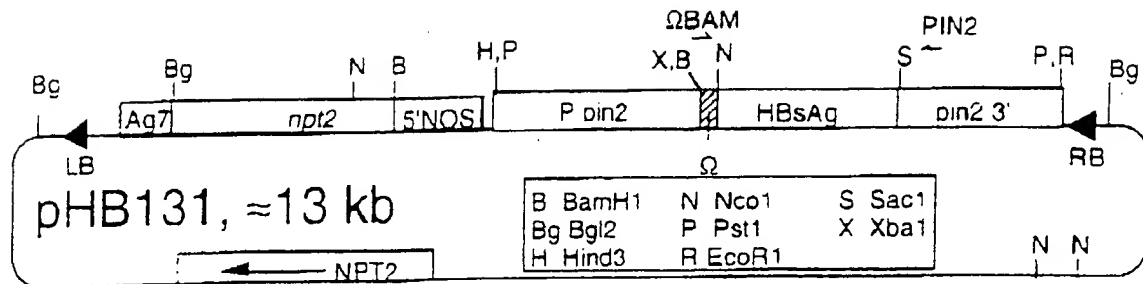 ΩBAM
PIN2
H,P
X,B
N
S
P,R
Bg
Bg
N
B
Bg
Ag7
npt2
5'NOS
P pin2
HBsAg
pin2 3'
LB
Ω
RB
pHB131, ≈13 kb
B BamH1 N Nco1 S Sac1
Bg Bgl2 P Pst1 X Xba1
H Hind3 R EcoR1
N N
NPT2